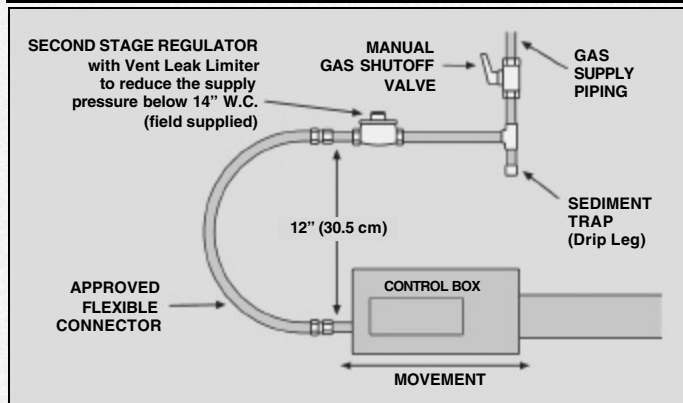 SECOND STAGE REGULATOR
with Vent Leak Limiter
to reduce the supply
pressure below 14” W.C.
(field supplied)
MANUAL
GAS SHUTOFF
VALVE
GAS
SUPPLY
PIPING
SEDIMENT
TRAP
(Drip Leg)
12” (30.5 cm)
APPROVED
FLEXIBLE
CONNECTOR
CONTROL BOX
MOVEMENT